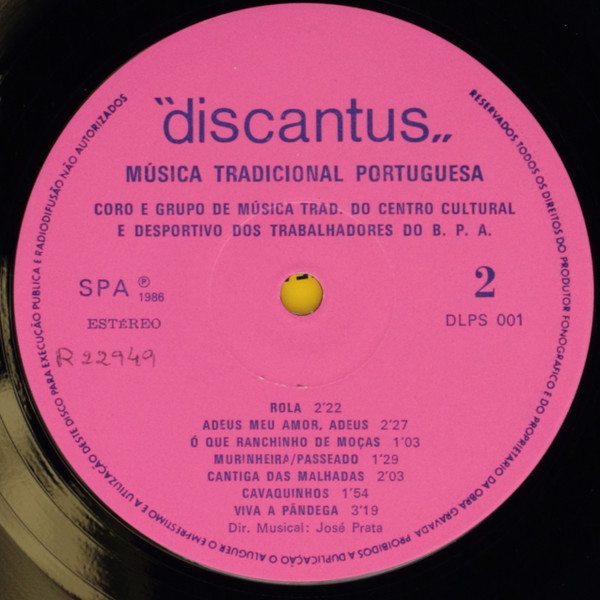 "discantus„
MÚSICA TRADICIONAL PORTUGUESA
CORO E GRUPO DE MÚSICA TRAD. DO CENTRO CULTURAL
E DESPORTIVO DOS TRABALHADORES DO B. P. A.
SPA ℗ 1986
ESTÉREO
R 22949
2
DLPS 001
ROLA 2'22
ADEUS MEU AMOR, ADEUS 2'27
Ó QUE RANCHINHO DE MOÇAS 1'03
MURINHEIRA/PASSEADO 1'29
CANTIGA DAS MALHADAS 2'03
CAVAQUINHOS 1'54
VIVA A PÂNDEGA 3'19
Dir. Musical: José Prata
RESERVADOS TODOS OS DIREITOS DO PRODUTOR FONOGRÁFICO E DO PROPRIETÁRIO DA OBRA GRAVADA PROIBIDOS A DUPLICAÇÃO O ALUGUER O EMPRESTIMO E A UTILIZAÇÃO DESTE DISCO PARA EXECUÇÃO PUBLICA E RADIODIFUSÃO NÃO AUTORIZADOS